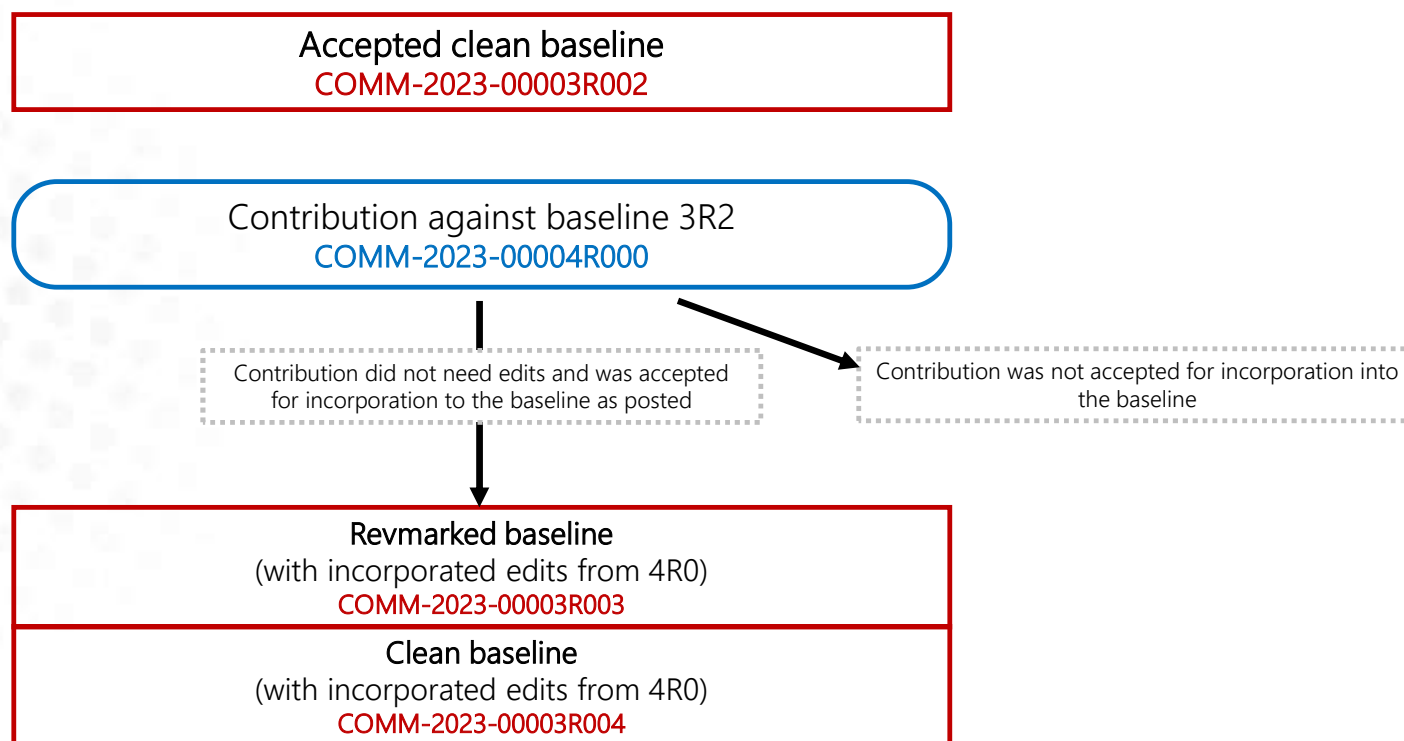 Accepted clean baseline
COMM-2023-00003R002
Contribution against baseline 3R2
COMM-2023-00004R000
Contribution did not need edits and was accepted
for incorporation to the baseline as posted
Contribution was not accepted for incorporation into
the baseline
Revmarked baseline
(with incorporated edits from 4R0)
COMM-2023-00003R003
Clean baseline
(with incorporated edits from 4R0)
COMM-2023-00003R004